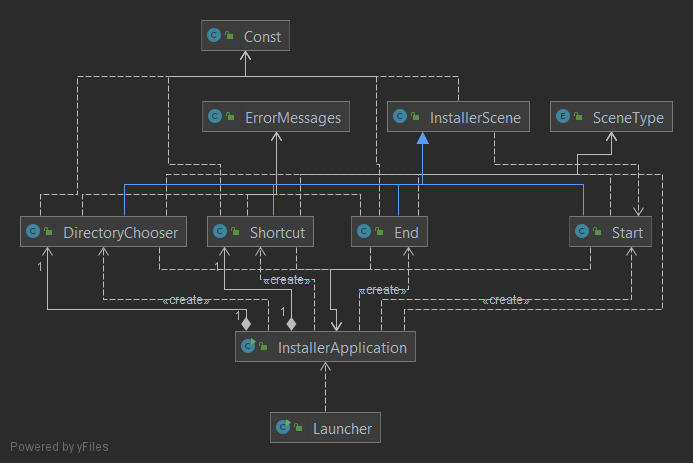 C Const
C ErrorMessages
C InstallerScene
E SceneType
C DirectoryChooser
C Shortcut
C End
C Start
1
1
«create»
«create»
«create»
1
1
C InstallerApplication
C Launcher
Powered by yFiles